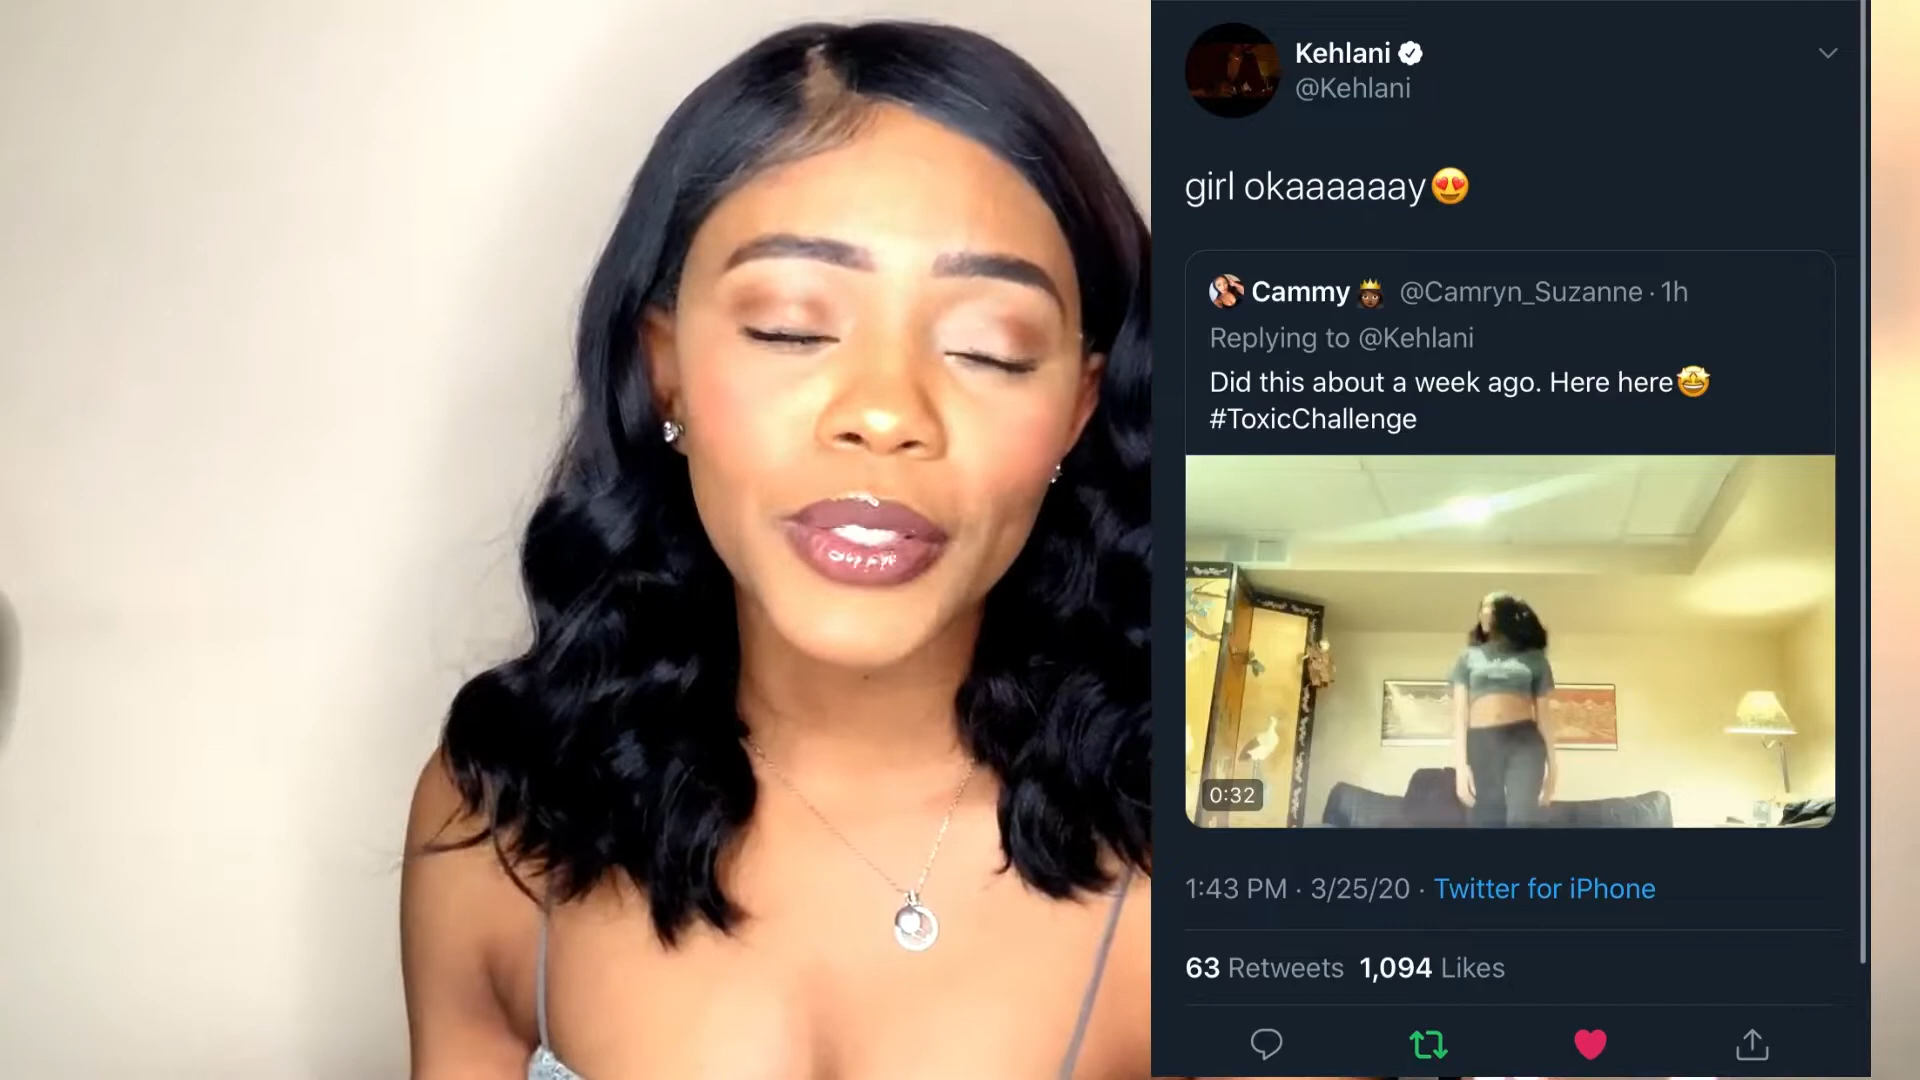 Kehlani
@Kehlani
girl okaaaaaay😍
Cammy 👸🏾 @Camryn_Suzanne · 1h
Replying to @Kehlani
Did this about a week ago. Here here🤩
#ToxicChallenge
0:32
1:43 PM · 3/25/20 · Twitter for iPhone
63 Retweets 1,094 Likes